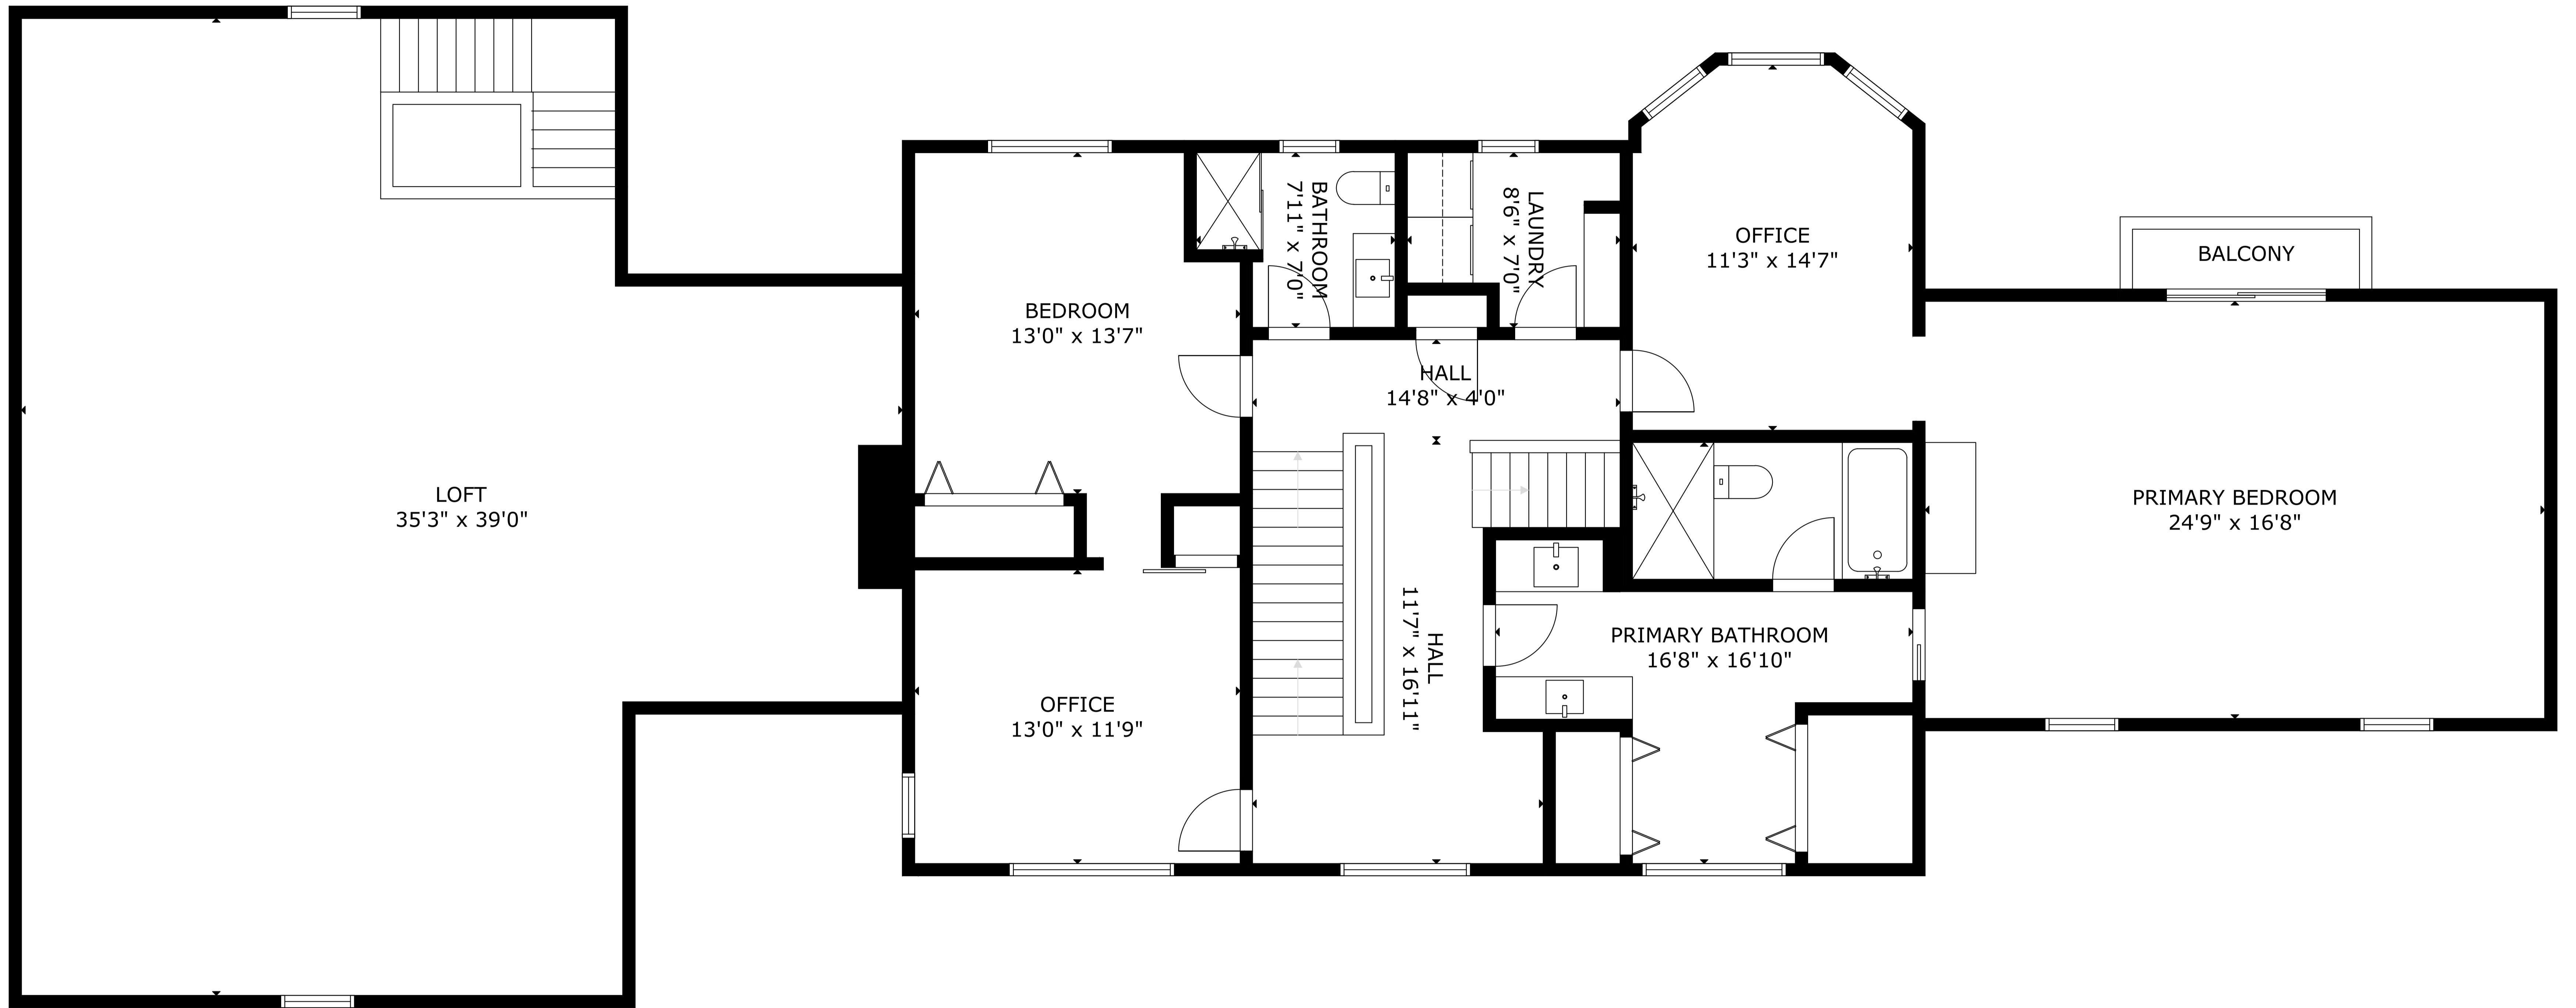 BATHROOM
7'11" x 7'0"
LAUNDRY
8'6" x 7'0"
OFFICE
11'3" x 14'7"
BALCONY
BEDROOM
13'0" x 13'7"
HALL
14'8" x 4'0"
LOFT
35'3" x 39'0"
PRIMARY BEDROOM
24'9" x 16'8"
HALL
11'7" x 16'11"
PRIMARY BATHROOM
16'8" x 16'10"
OFFICE
13'0" x 11'9"